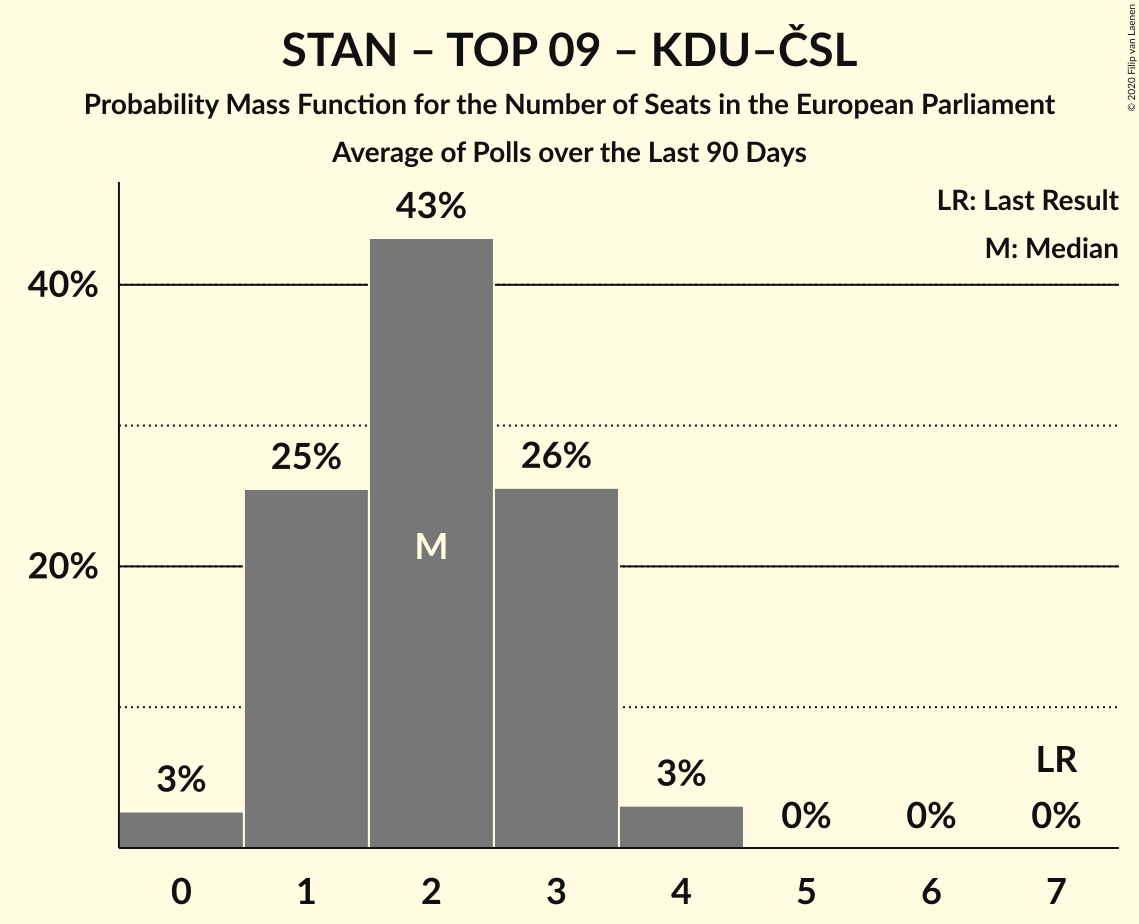 STAN – TOP 09 – KDU–ČSL
Probability Mass Function for the Number of Seats in the European Parliament
Average of Polls over the Last 90 Days
© 2020 Filip van Laenen
LR: Last Result
M: Median
43%
40%
25%
26%
M
20%
3%
3%
LR
0%
0%
0%
0
1
2
3
4
5
6
7